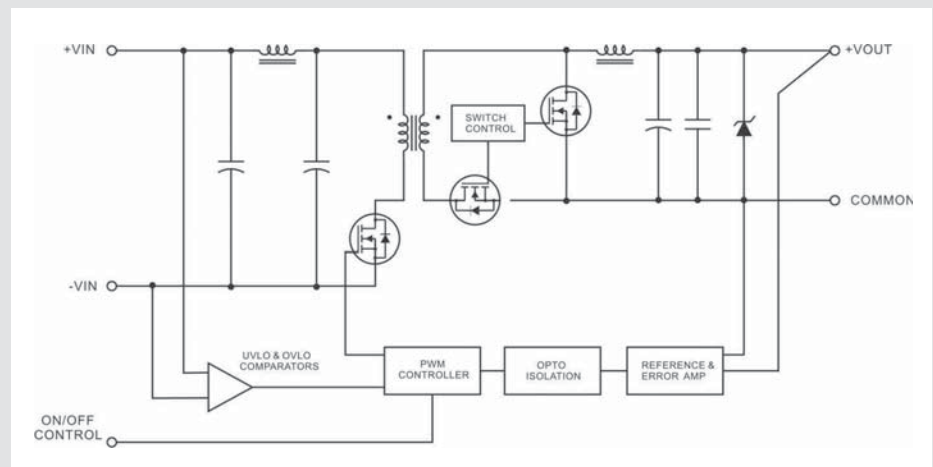 +VIN
+VOUT
SWITCH
CONTROL
COMMON
-VIN
UVLO & OVLO
COMPARATORS
PWM
CONTROLLER
OPTO
ISOLATION
REFERENCE &
ERROR AMP
ON/OFF
CONTROL